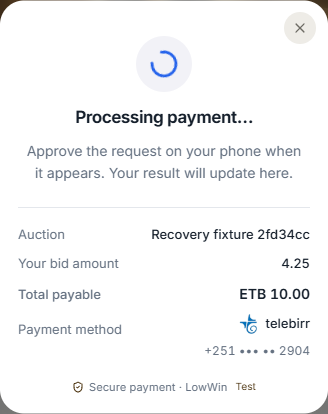 Processing payment...
Approve the request on your phone when
it appears. Your result will update here.
Auction Recovery fixture 2fd34cc
Your bid amount 4.25
Total payable ETB 10.00
Payment method telebirr
+251 ••• •• 2904
Secure payment · LowWin Test